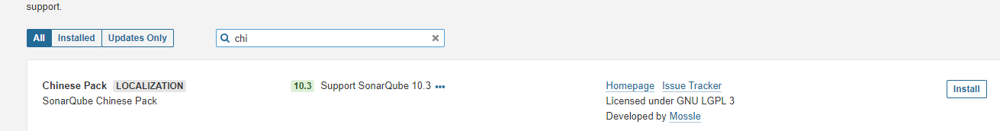 support.
All Installed Updates Only chi
Chinese Pack LOCALIZATION 10.3 Support SonarQube 10.3 ••• Homepage Issue Tracker Install
SonarQube Chinese Pack Licensed under GNU LGPL 3
Developed by Mossle